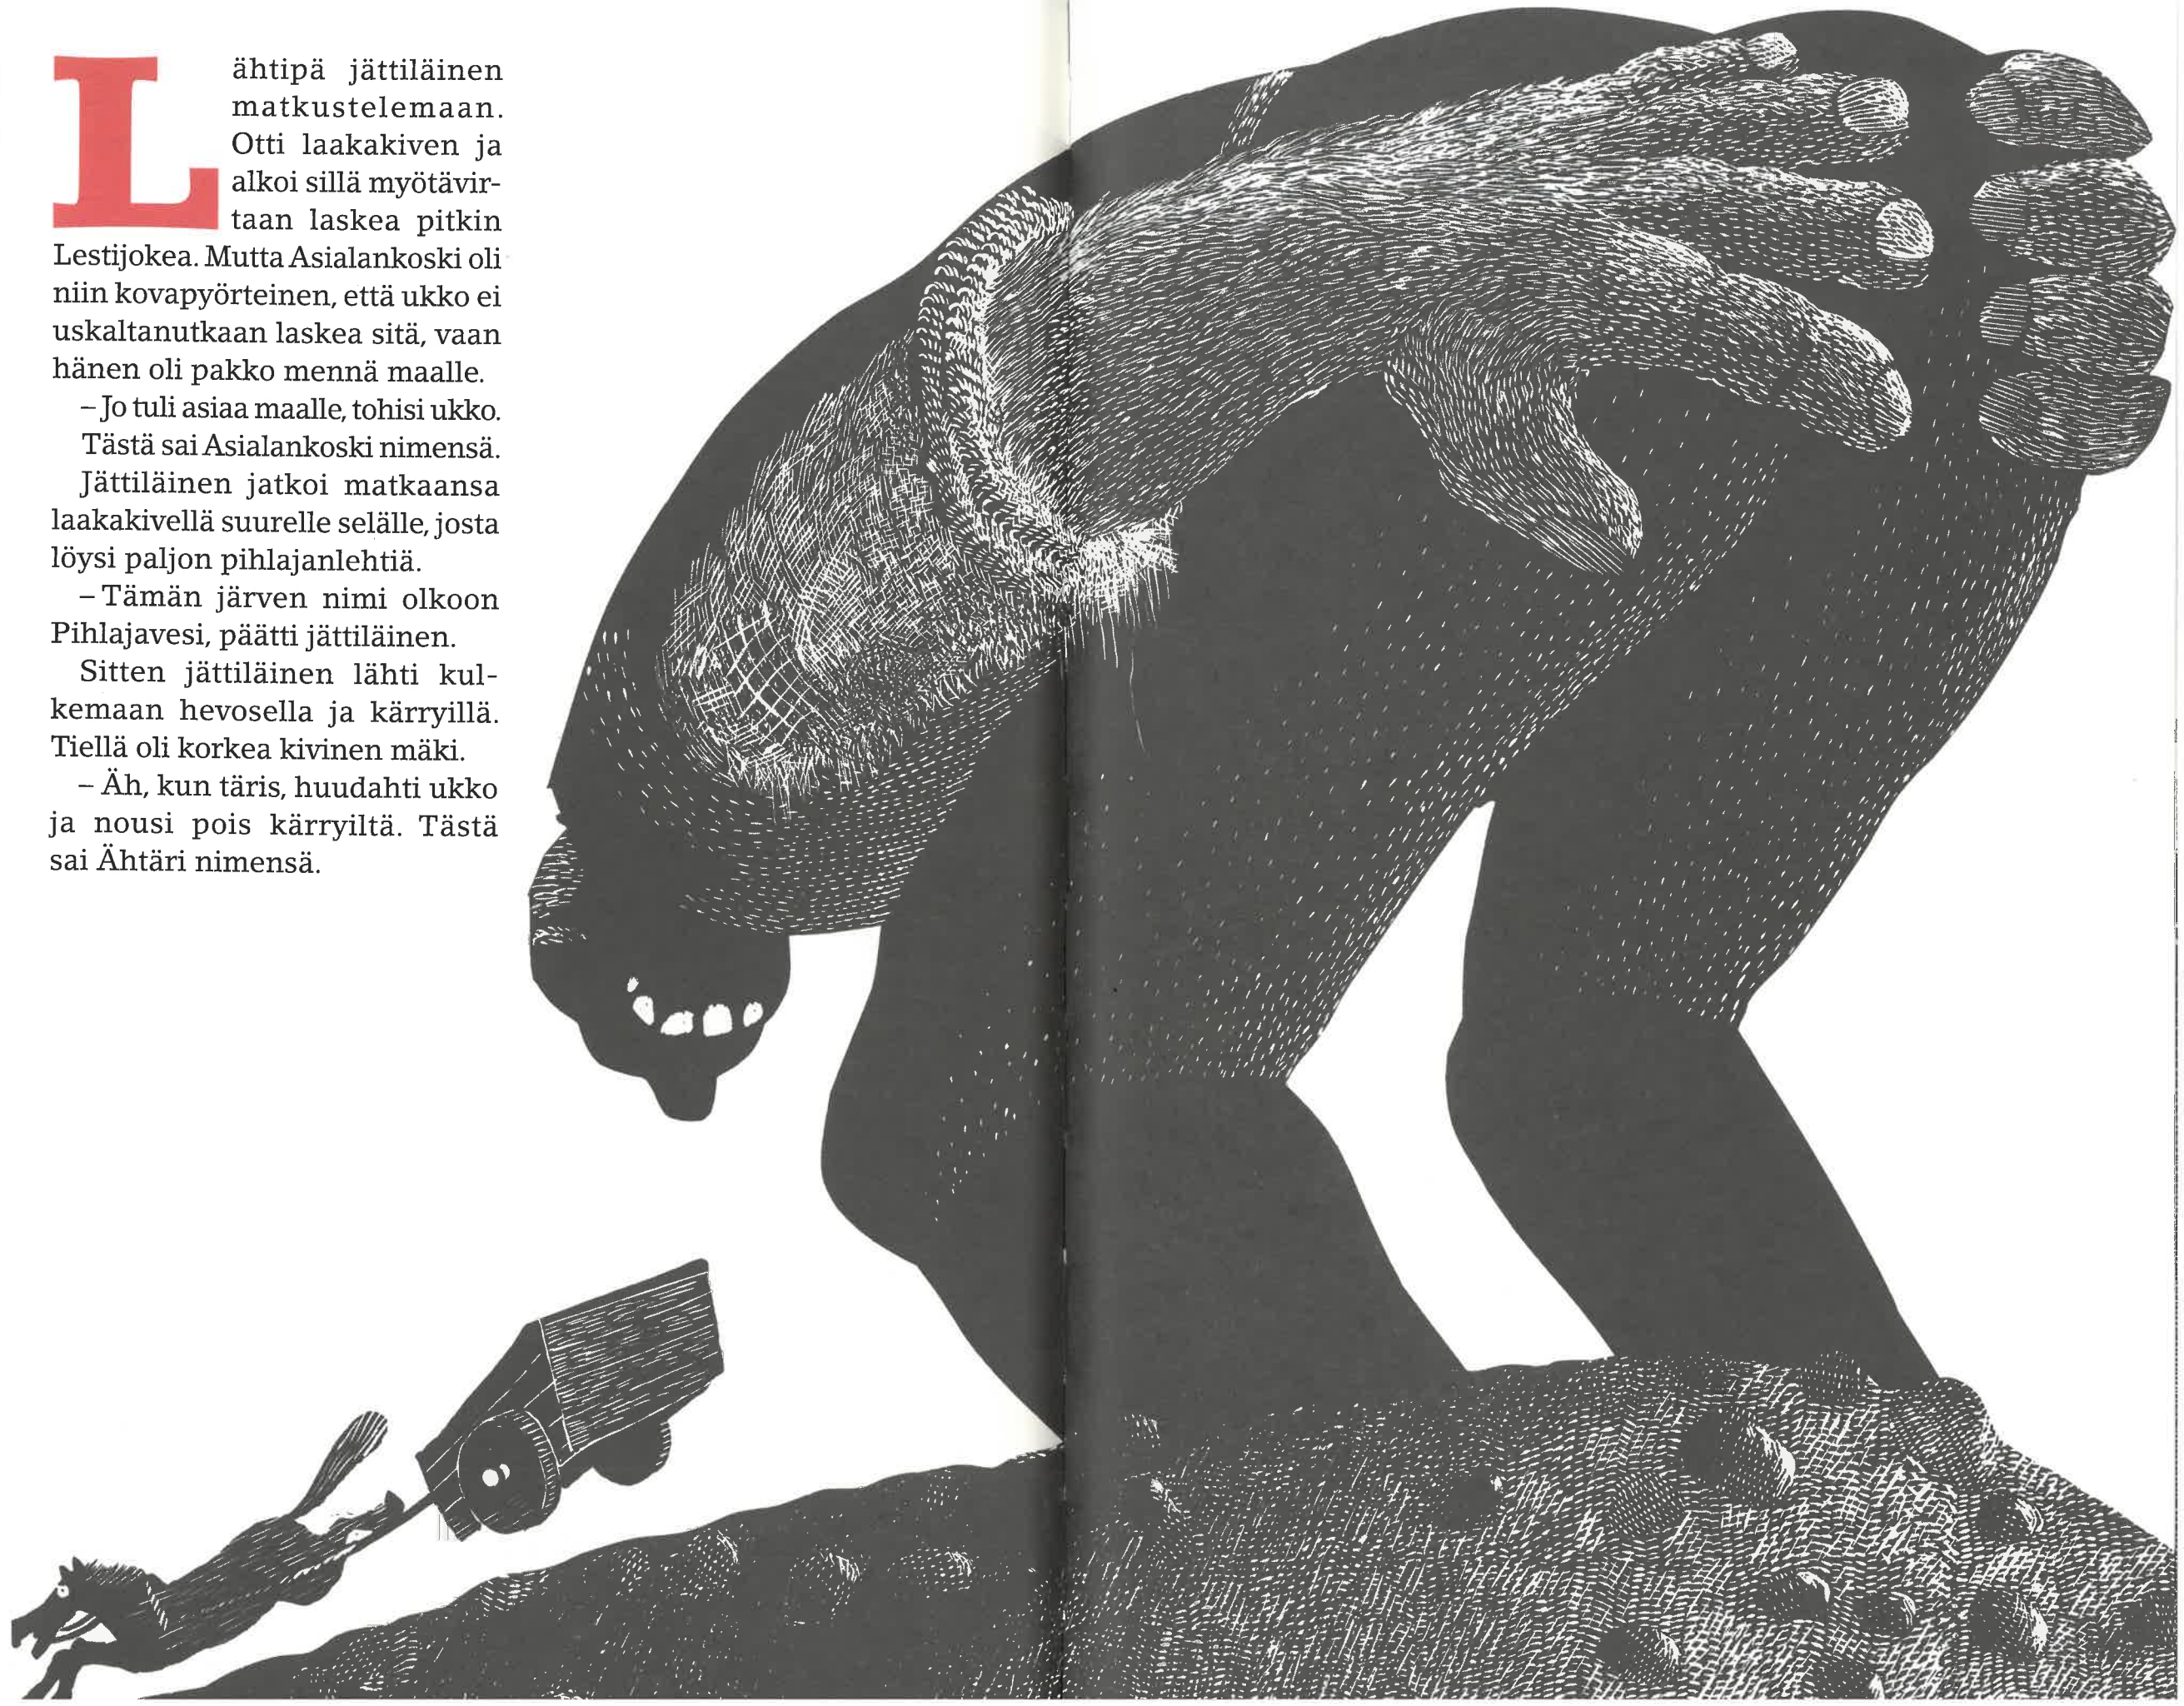 Lähtipä jättiläinen
matkustelemaan.
Otti laakakiven ja
alkoi sillä myötävir-
taan laskea pitkin
Lestijokea. Mutta Asialankoski oli
niin kovapyörteinen, että ukko ei
uskaltanutkaan laskea sitä, vaan
hänen oli pakko mennä maalle.
– Jo tuli asiaa maalle, tohisi ukko.
Tästä sai Asialankoski nimensä.
Jättiläinen jatkoi matkaansa
laakakivellä suurelle selälle, josta
löysi paljon pihlajanlehtiä.
– Tämän järven nimi olkoon
Pihlajavesi, päätti jättiläinen.
Sitten jättiläinen lähti kul-
kemaan hevosella ja kärryillä.
Tiellä oli korkea kivinen mäki.
– Äh, kun täris, huudahti ukko
ja nousi pois kärryiltä. Tästä
sai Ähtäri nimensä.